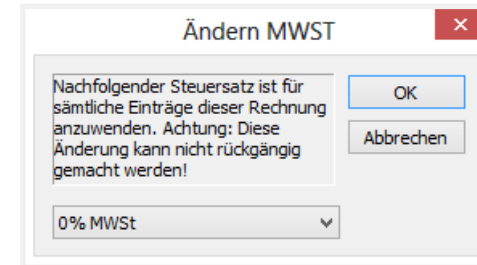 Ändern MWST
Nachfolgender Steuersatz ist für
sämtliche Einträge dieser Rechnung
anzuwenden. Achtung: Diese
Änderung kann nicht rückgängig
gemacht werden!
OK
Abbrechen
0% MWSt